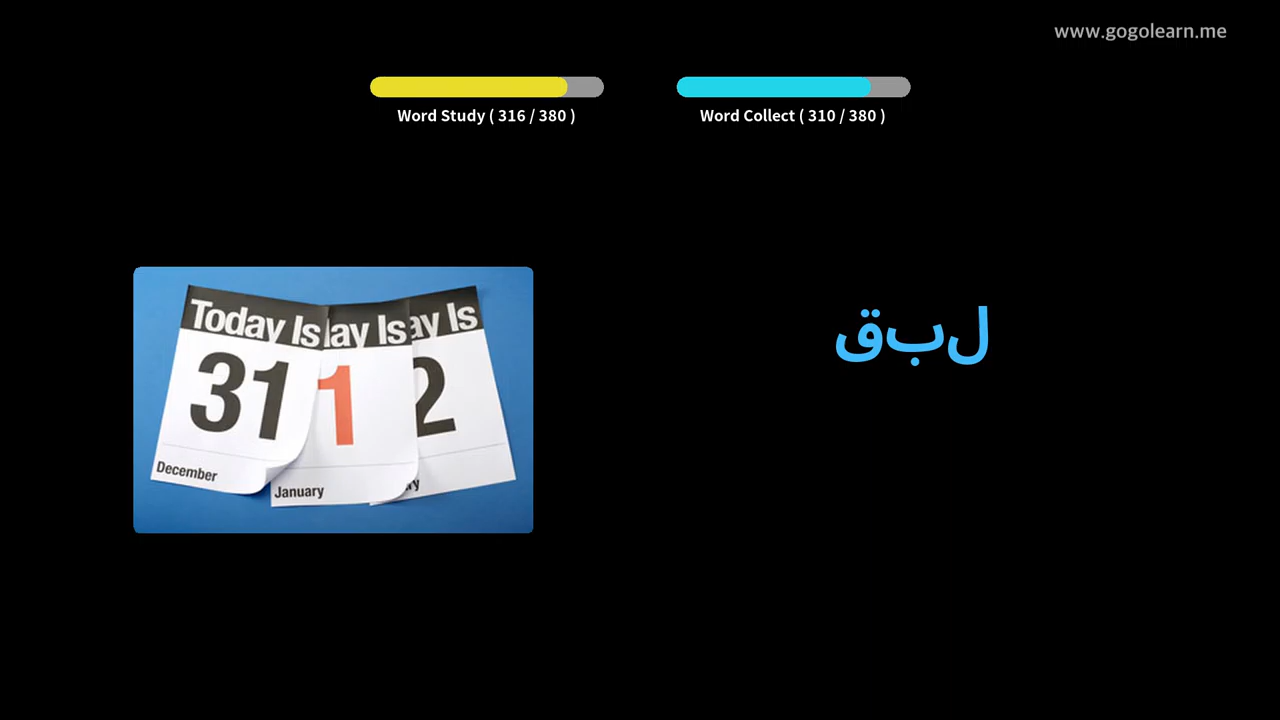 www.gogolearn.me
Word Study ( 316 / 380 )
Word Collect ( 310 / 380 )
Today Is
31
December
ay Is
1
January
ay Is
2
ry
ل ب ق